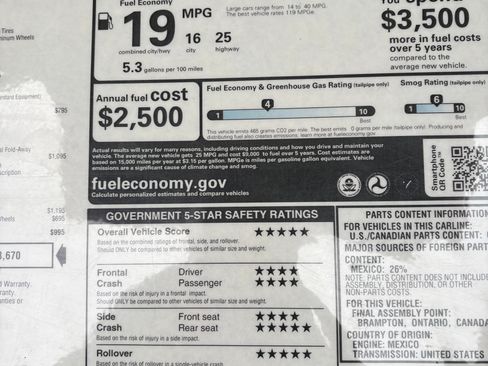 Fuel Economy
19 MPG
Large cars range from 14 to 40 MPG.
The best vehicle rates 119 MPGe.
16 25
combined city/hwy city highway
5.3 gallons per 100 miles
$3,500
more in fuel costs
over 5 years
compared to the
average new vehicle.
Tires
Wheels
Standard Equipment)
$795
Fold-Away
$1,095
$1,195
$695
$995
Annual fuel cost
$2,500
Fuel Economy & Greenhouse Gas Rating (tailpipe only)
4
1 10
Best
Smog Rating (tailpipe only)
6
1 10
Best
This vehicle emits 465 grams CO2 per mile. The best emits 0 grams per mile (tailpipe only). Producing and
distributing fuel also creates emissions; learn more at fueleconomy.gov
Actual results will vary for many reasons, including driving conditions and how you drive and maintain your
vehicle. The average new vehicle gets 25 MPG and cost $9,000 to fuel over 5 years. Cost estimates are
based on 15,000 miles per year at $3.15 per gallon. MPGe is miles per gasoline gallon equivalent. Vehicle
emissions are a significant cause of climate change and smog.
fueleconomy.gov
Calculate personalized estimates and compare vehicles
Smartphone
QR Code™
GOVERNMENT 5-STAR SAFETY RATINGS
Overall Vehicle Score ★★★★★
Based on the combined ratings of frontal, side, and rollover.
Should ONLY be compared to other vehicles of similar size and weight.
Frontal Driver ★★★★
Crash Passenger ★★★★
Based on the risk of injury in a frontal impact.
Should ONLY be compared to other vehicles of similar size and weight.
Side Front seat ★★★★
Crash Rear seat ★★★★★
Based on the risk of injury in a side impact.
Rollover ★★★★
Based on the risk of rollover in a single-vehicle crash.
PARTS CONTENT INFORMATION
FOR VEHICLES IN THIS CARLINE:
U.S./CANADIAN PARTS CONTENT:
MAJOR SOURCES OF FOREIGN PARTS
CONTENT:
MEXICO: 26%
NOTE: PARTS CONTENT DOES NOT INCLUDE
ASSEMBLY, DISTRIBUTION, OR OTHER
NON-PARTS COSTS.
FOR THIS VEHICLE:
FINAL ASSEMBLY POINT:
BRAMPTON, ONTARIO, CANADA
COUNTRY OF ORIGIN:
ENGINE: MEXICO
TRANSMISSION: UNITED STATES